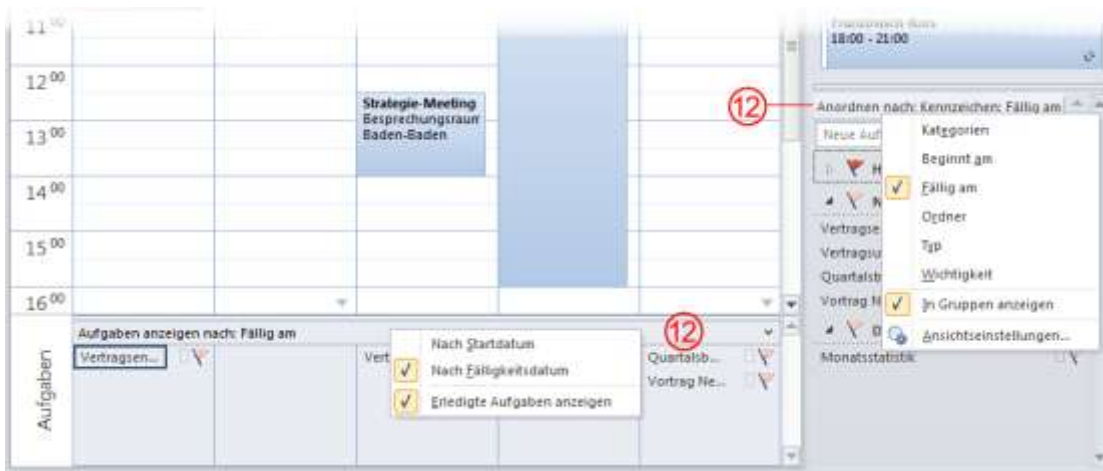 11 00
12 00
13 00
14 00
15 00
16 00
Strategie-Meeting
Besprechungsraum
Baden-Baden
18:00 - 21:00
12
Anordnen nach: Kennzeichen: Fällig am
Neue Auf
H
N
Vertragse
Vertragsu
Quartalsb
Vortrag N
D
Monatsstatistik
Kategorien
Beginnt am
Fällig am
Ordner
Typ
Wichtigkeit
In Gruppen anzeigen
Ansichtseinstellungen...
Aufgaben
Aufgaben anzeigen nach: Fällig am
12
Vertragsen...
Vert
Nach Startdatum
Nach Fälligkeitsdatum
Erledigte Aufgaben anzeigen
Quartalsb...
Vortrag Ne...